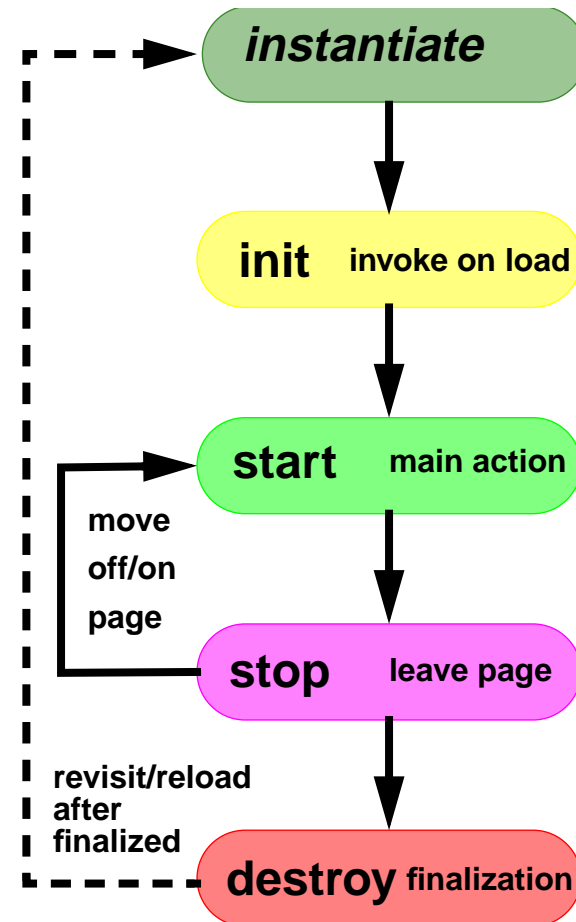 instantiate
init invoke on load
start main action
move
off/on
page
stop leave page
revisit/reload
after
finalized
destroy finalization